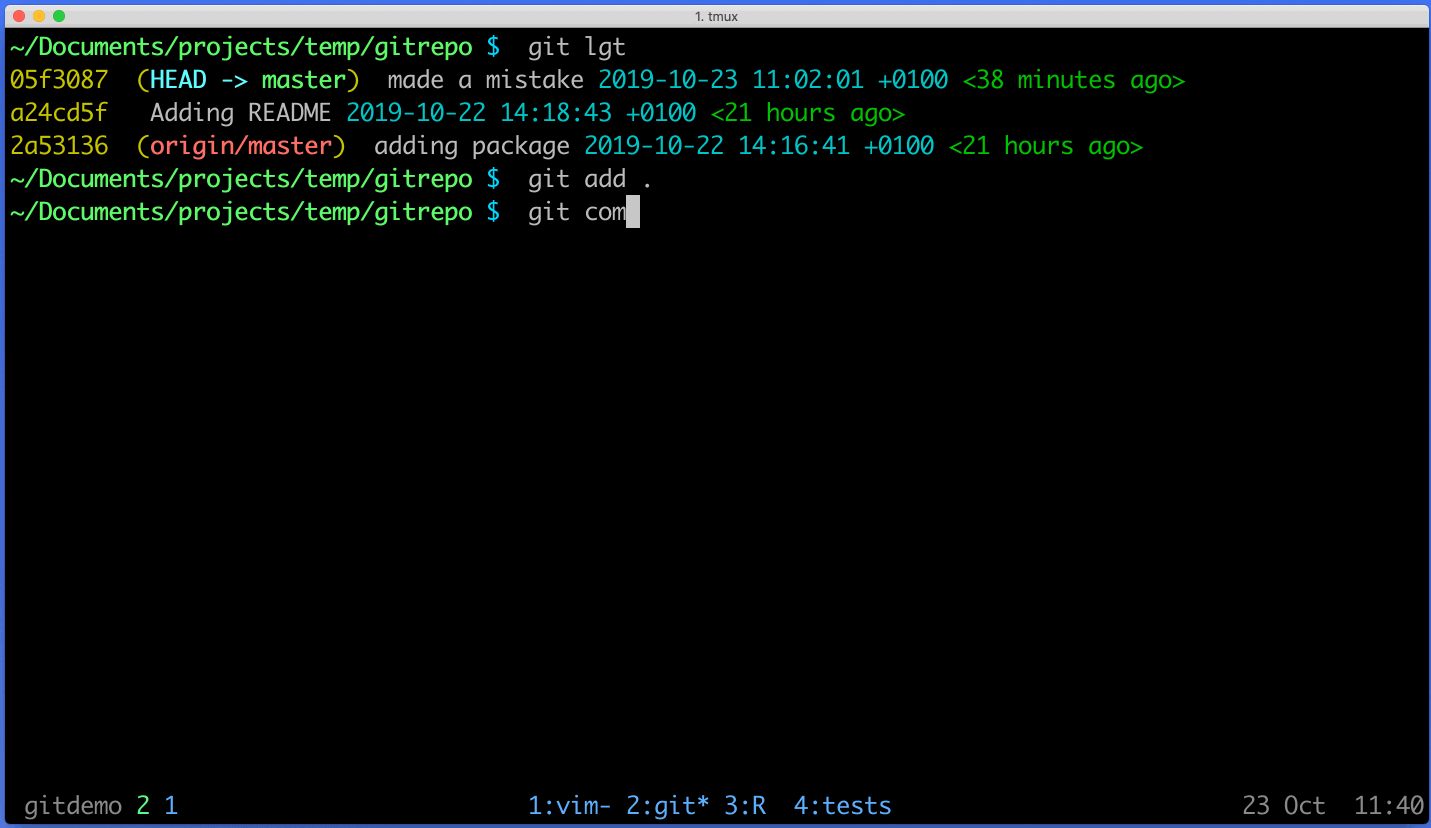 1. tmux
~/Documents/projects/temp/gitrepo $  git lgt
05f3087  (HEAD -> master)  made a mistake 2019-10-23 11:02:01 +0100 <38 minutes ago>
a24cd5f   Adding README 2019-10-22 14:18:43 +0100 <21 hours ago>
2a53136  (origin/master)  adding package 2019-10-22 14:16:41 +0100 <21 hours ago>
~/Documents/projects/temp/gitrepo $  git add .
~/Documents/projects/temp/gitrepo $  git com
gitdemo 2 1 1:vim- 2:git* 3:R  4:tests 23 Oct  11:40